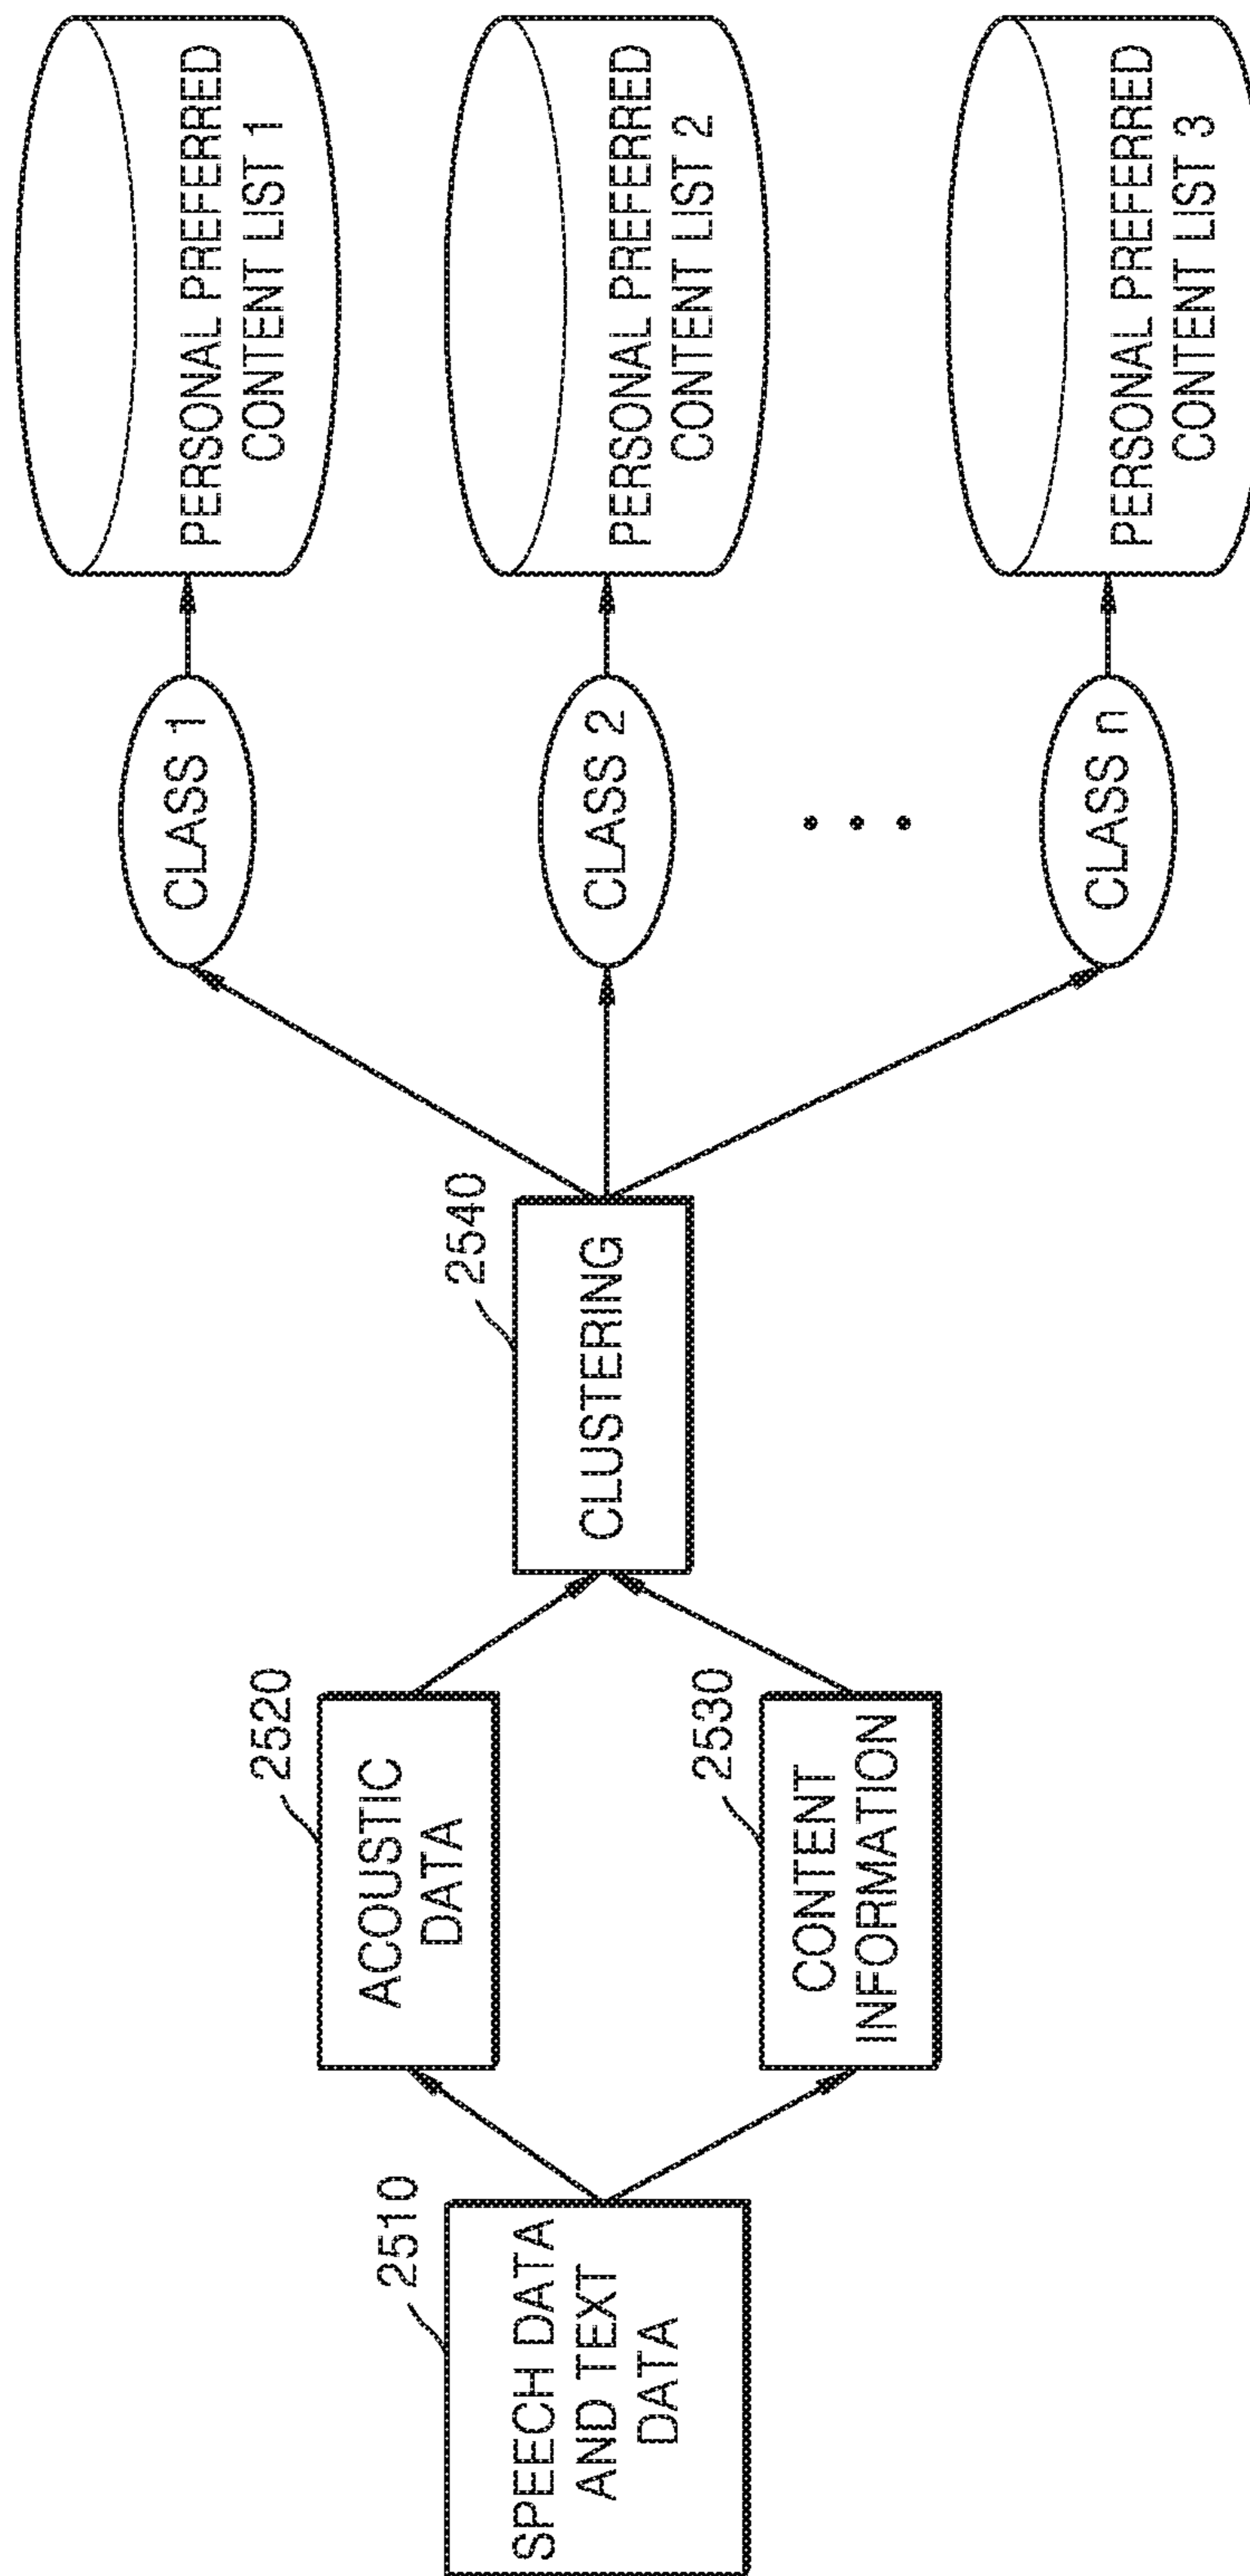 2510
SPEECH DATA
AND TEXT
DATA
2520
ACOUSTIC
DATA
2530
CONTENT
INFORMATION
2540
CLUSTERING
CLASS 1
CLASS 2
CLASS n
PERSONAL PREFERRED
CONTENT LIST 1
PERSONAL PREFERRED
CONTENT LIST 2
PERSONAL PREFERRED
CONTENT LIST 3